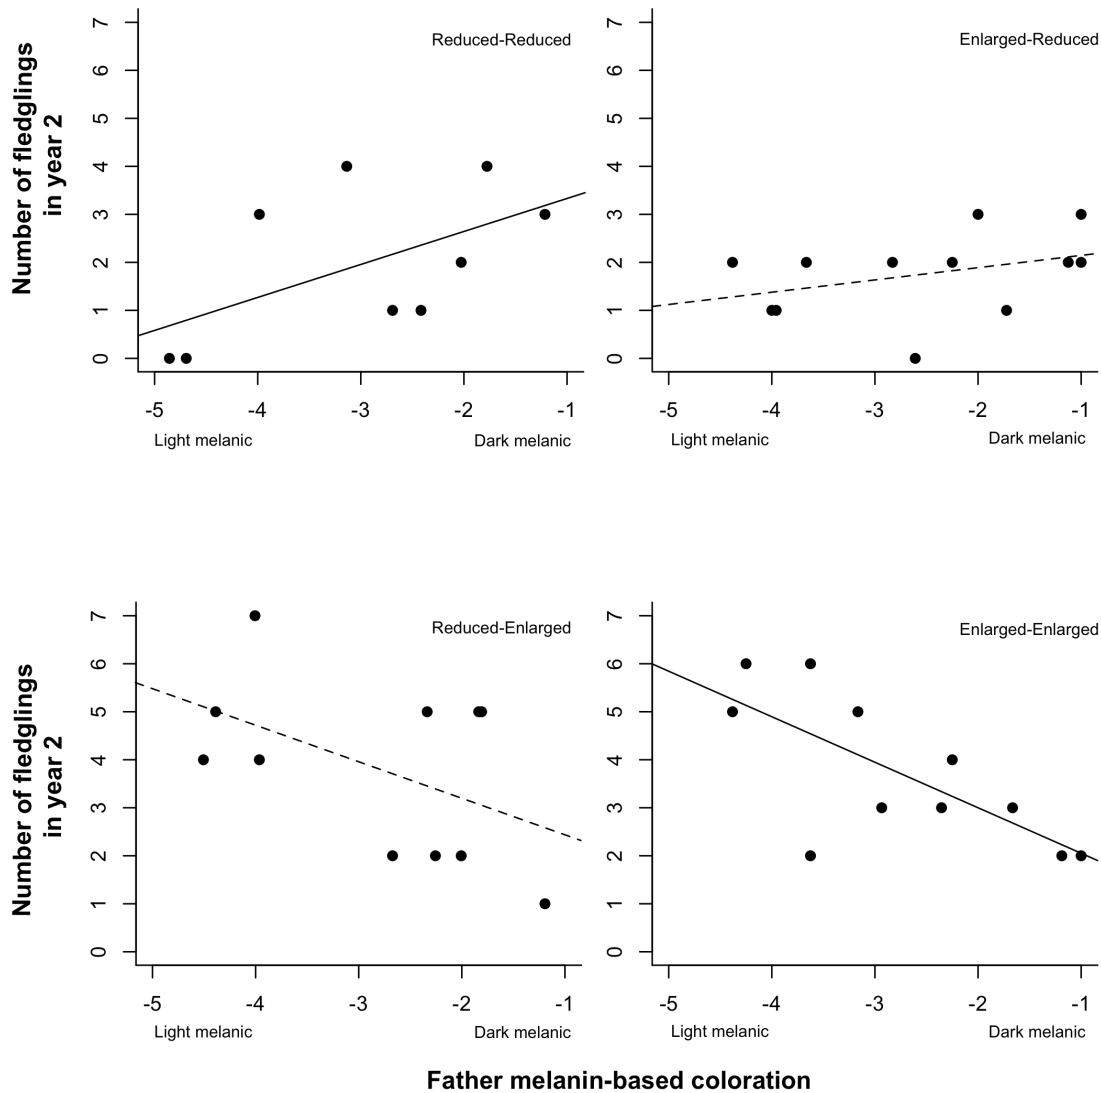 Number of fledglings
in year 2
7
6
5
4
3
2
1
0
Reduced-Reduced
-5 -4 -3 -2 -1
Light melanic Dark melanic
7
6
5
4
3
2
1
0
Enlarged-Reduced
-5 -4 -3 -2 -1
Light melanic Dark melanic
Number of fledglings
in year 2
7
6
5
4
3
2
1
0
Reduced-Enlarged
-5 -4 -3 -2 -1
Light melanic Dark melanic
7
6
5
4
3
2
1
0
Enlarged-Enlarged
-5 -4 -3 -2 -1
Light melanic Dark melanic
Father melanin-based coloration